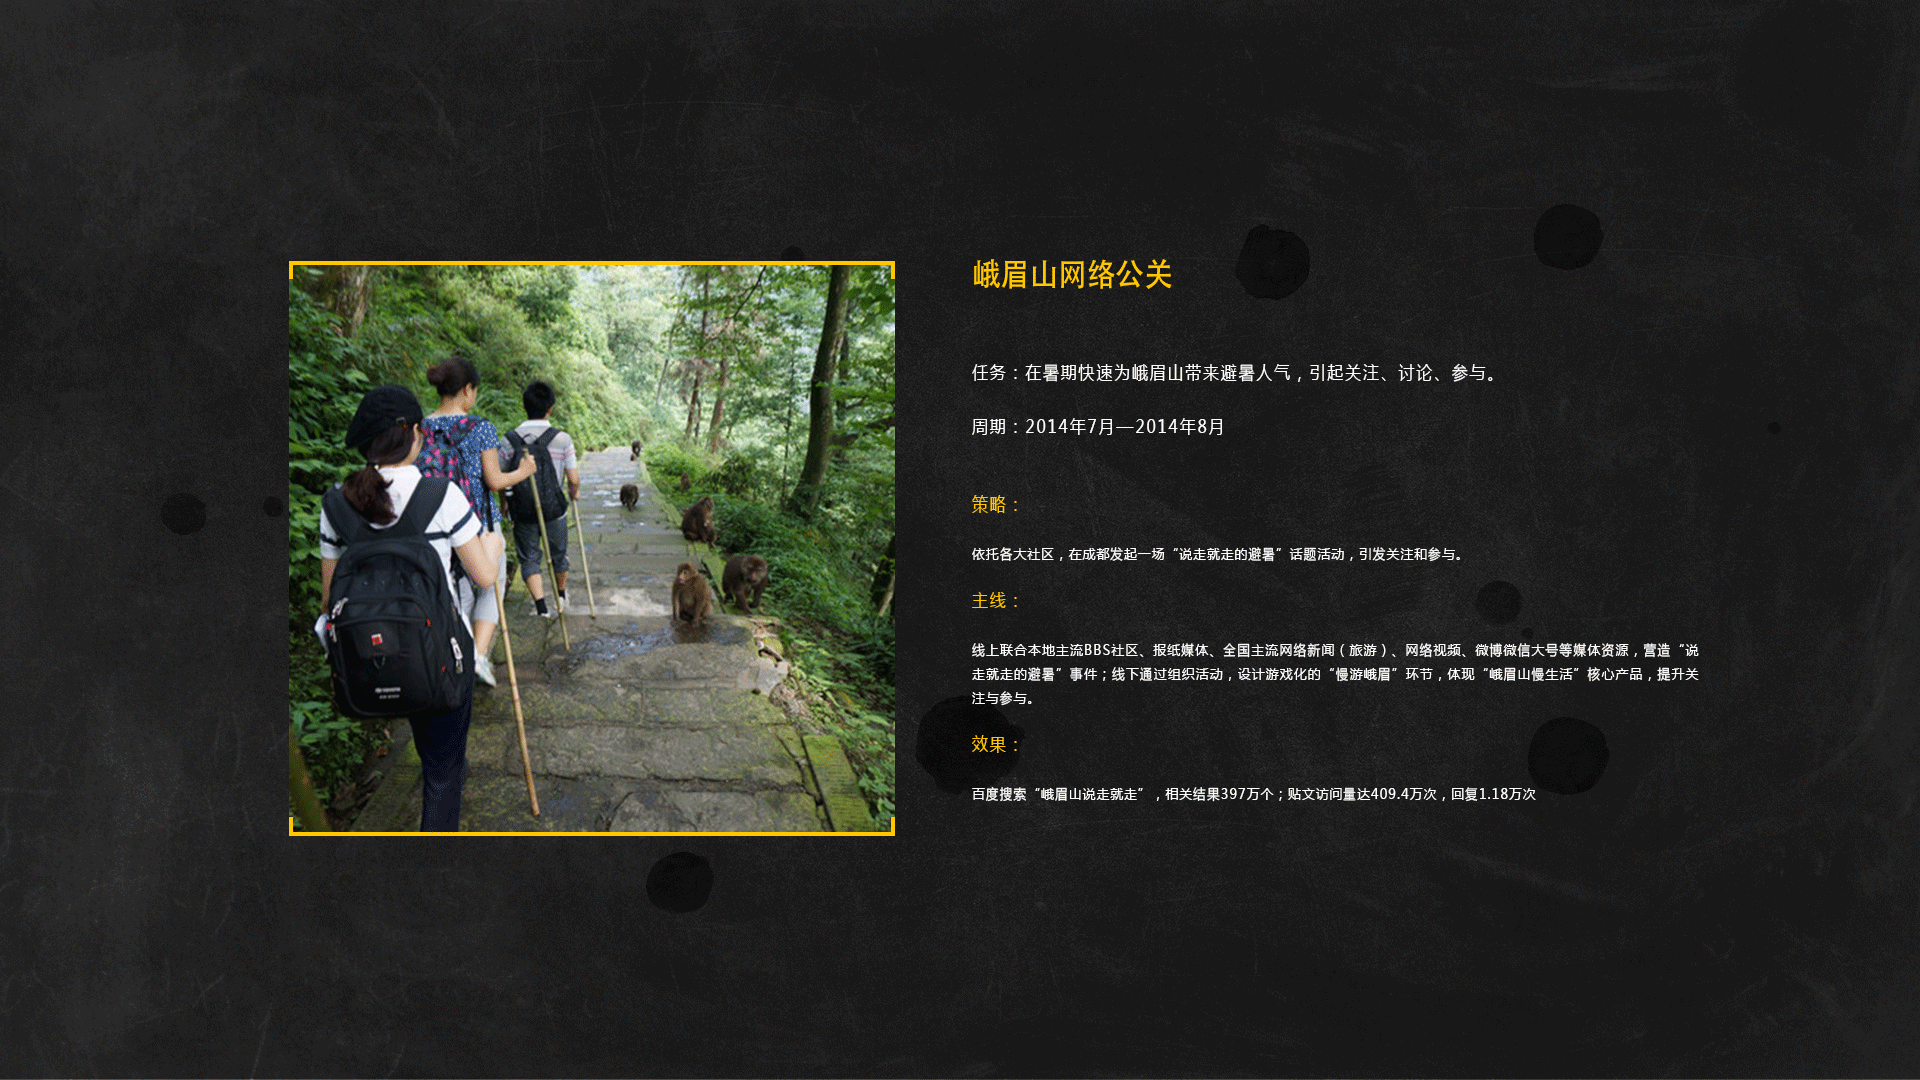 峨眉山网络公关
任务：在暑期快速为峨眉山带来避暑人气，引起关注、讨论、参与。
周期：2014年7月—2014年8月
策略：
依托各大社区，在成都发起一场“说走就走的避暑”话题活动，引发关注和参与。
主线：
线上联合本地主流BBS社区、报纸媒体、全国主流网络新闻（旅游）、网络视频、微博微信大号等媒体资源，营造“说
走就走的避暑”事件；线下通过组织活动，设计游戏化的“慢游峨眉”环节，体现“峨眉山慢生活”核心产品，提升关
注与参与。
效果：
百度搜索“峨眉山说走就走”，相关结果397万个；贴文访问量达409.4万次，回复1.18万次